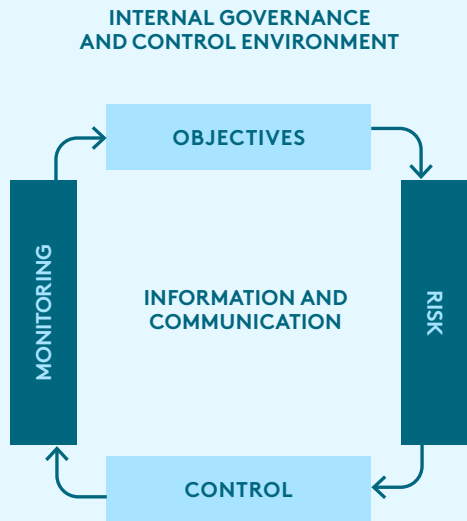 INTERNAL GOVERNANCE
AND CONTROL ENVIRONMENT
OBJECTIVES
MONITORING
INFORMATION AND
COMMUNICATION
RISK
CONTROL